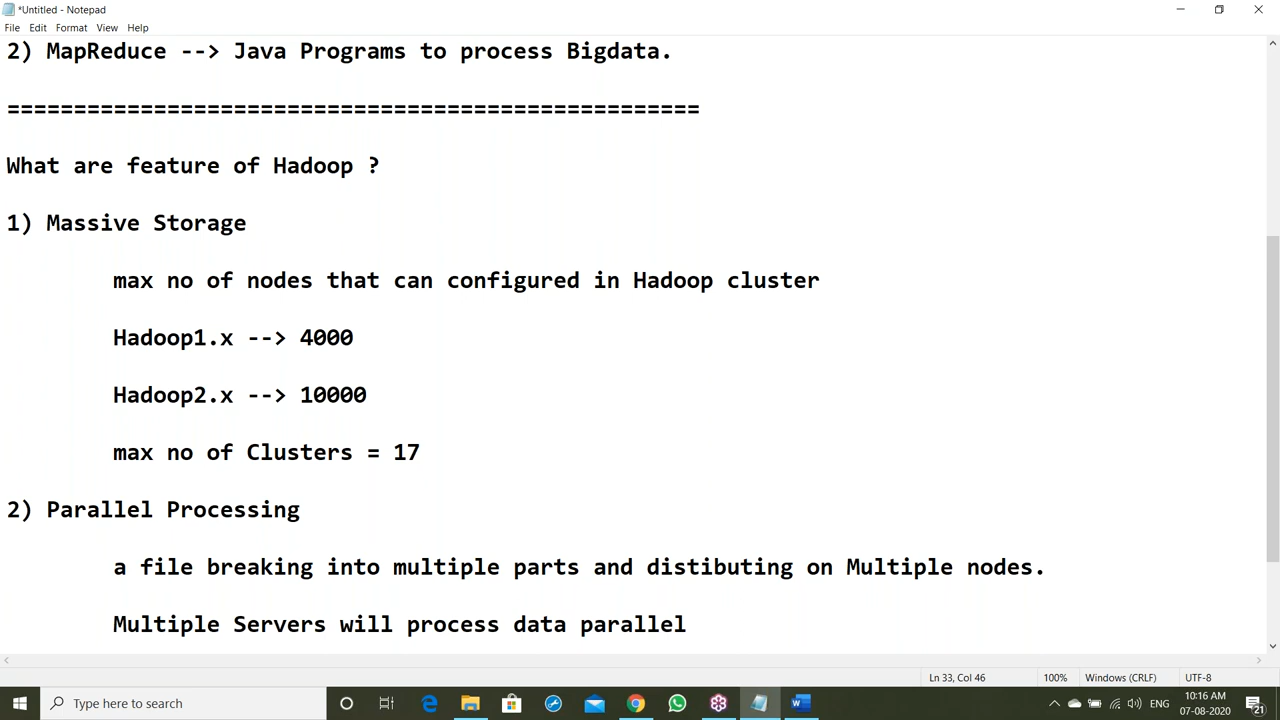 *Untitled - Notepad
File Edit Format View Help
2) MapReduce --> Java Programs to process Bigdata.
====================================================
What are feature of Hadoop ?
1) Massive Storage
max no of nodes that can configured in Hadoop cluster
Hadoop1.x --> 4000
Hadoop2.x --> 10000
max no of Clusters = 17
2) Parallel Processing
a file breaking into multiple parts and distibuting on Multiple nodes.
Multiple Servers will process data parallel
Ln 33, Col 46 100% Windows (CRLF) UTF-8
Type here to search
ENG
10:16 AM
07-08-2020
21